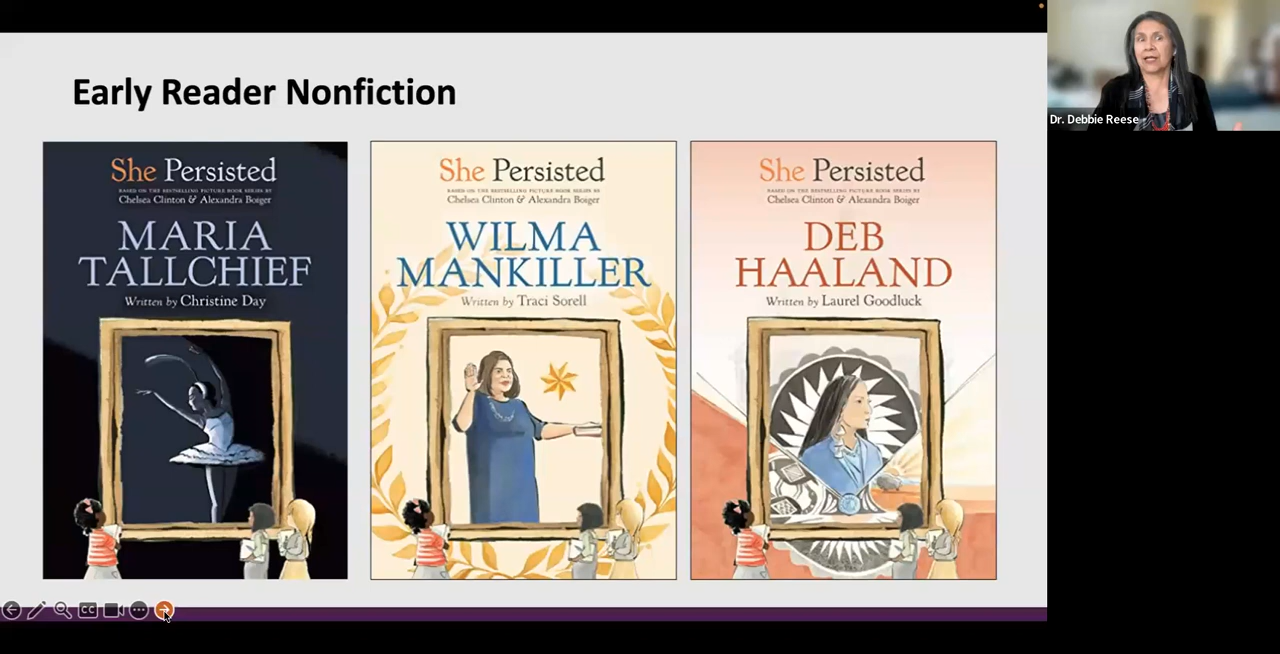 Early Reader Nonfiction
She Persisted
BASED ON THE BESTSELLING PICTURE BOOK SERIES BY
Chelsea Clinton & Alexandra Boiger
MARIA
TALLCHIEF
Written by Christine Day
She Persisted
BASED ON THE BESTSELLING PICTURE BOOK SERIES BY
Chelsea Clinton & Alexandra Boiger
WILMA
MANKILLER
Written by Traci Sorell
She Persisted
BASED ON THE BESTSELLING PICTURE BOOK SERIES BY
Chelsea Clinton & Alexandra Boiger
DEB
HAALAND
Written by Laurel Goodluck
Dr. Debbie Reese
CC